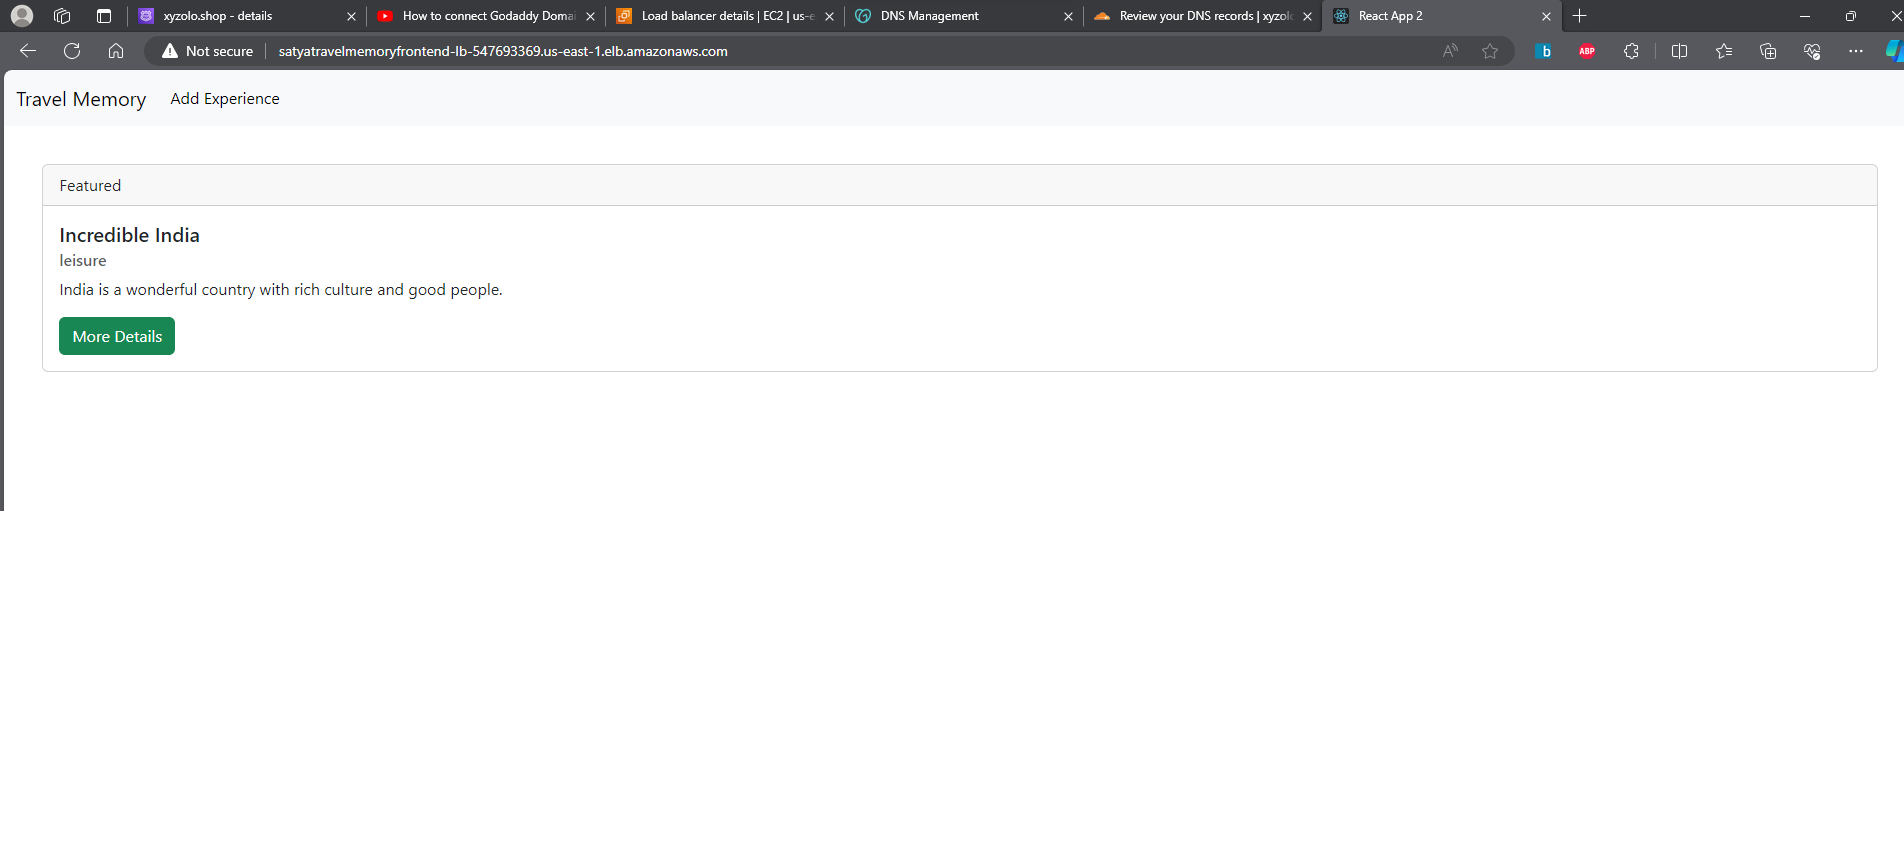 xyzolo.shop - details
How to connect Godaddy Domai
Load balancer details | EC2 | us-e
DNS Management
Review your DNS records | xyzolo
React App 2
Not secure
satyatravelmemoryfrontend-lb-547693369.us-east-1.elb.amazonaws.com
b
ABP
Travel Memory
Add Experience
Featured
Incredible India
leisure
India is a wonderful country with rich culture and good people.
More Details